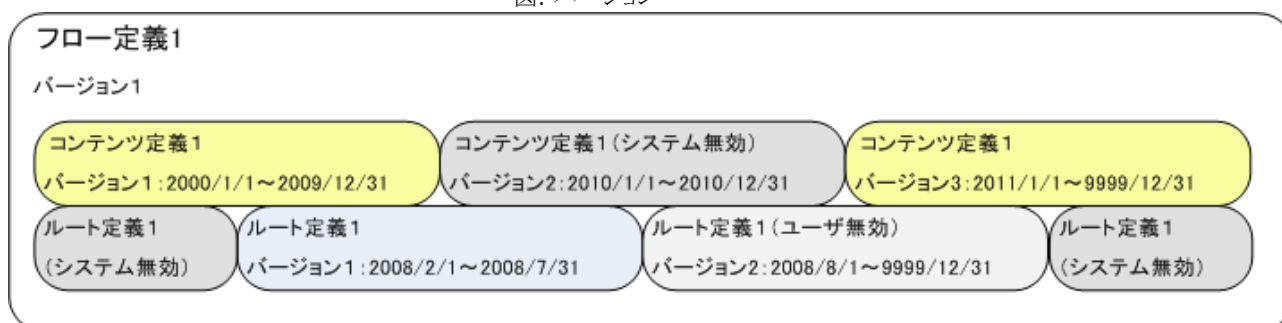 図: バージョン
フロー定義1
バージョン1
コンテンツ定義1
バージョン1:2000/1/1~2009/12/31
コンテンツ定義1(システム無効)
バージョン2:2010/1/1~2010/12/31
コンテンツ定義1
バージョン3:2011/1/1~9999/12/31
ルート定義1
(システム無効)
ルート定義1
バージョン1:2008/2/1~2008/7/31
ルート定義1(ユーザ無効)
バージョン2:2008/8/1~9999/12/31
ルート定義1
(システム無効)